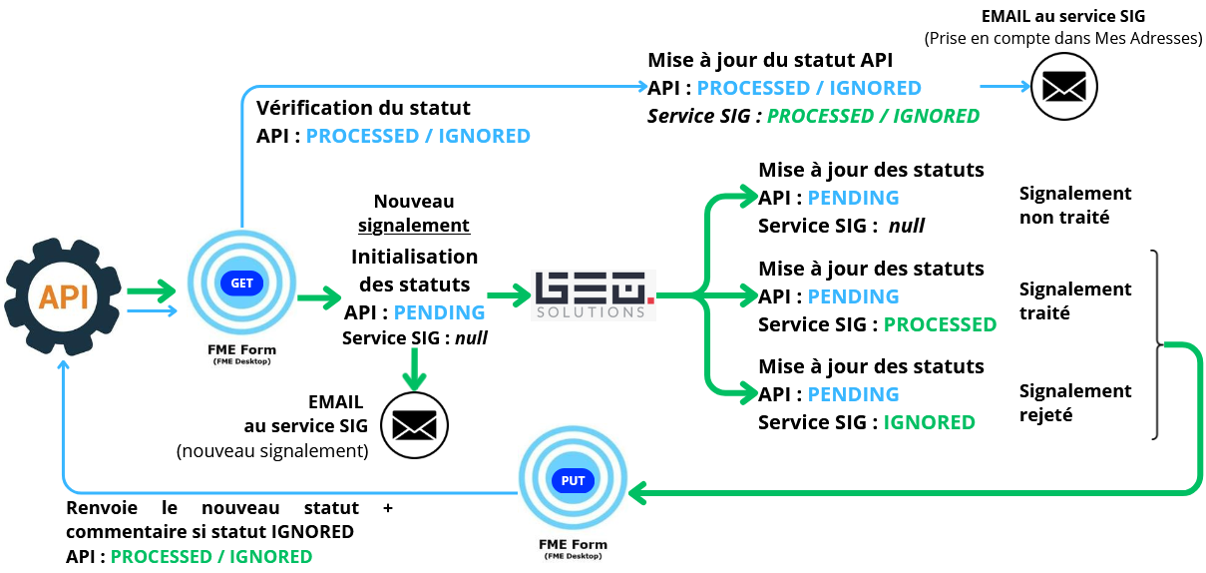 EMAIL au service SIG
(Prise en compte dans Mes Adresses)
Mise à jour du statut API
API : PROCESSED / IGNORED
Service SIG : PROCESSED / IGNORED
Vérification du statut
API : PROCESSED / IGNORED
Mise à jour des statuts
API : PENDING
Service SIG : null
Signalement
non traité
Nouveau
signalement
Initialisation
des statuts
API : PENDING
Service SIG : null
API
GET
FME Form
(FME Desktop)
GEO.
SOLUTIONS
Mise à jour des statuts
API : PENDING
Service SIG : PROCESSED
Signalement
traité
Mise à jour des statuts
API : PENDING
Service SIG : IGNORED
Signalement
rejeté
EMAIL
au service SIG
(nouveau signalement)
PUT
FME Form
(FME Desktop)
Renvoie le nouveau statut +
commentaire si statut IGNORED
API : PROCESSED / IGNORED